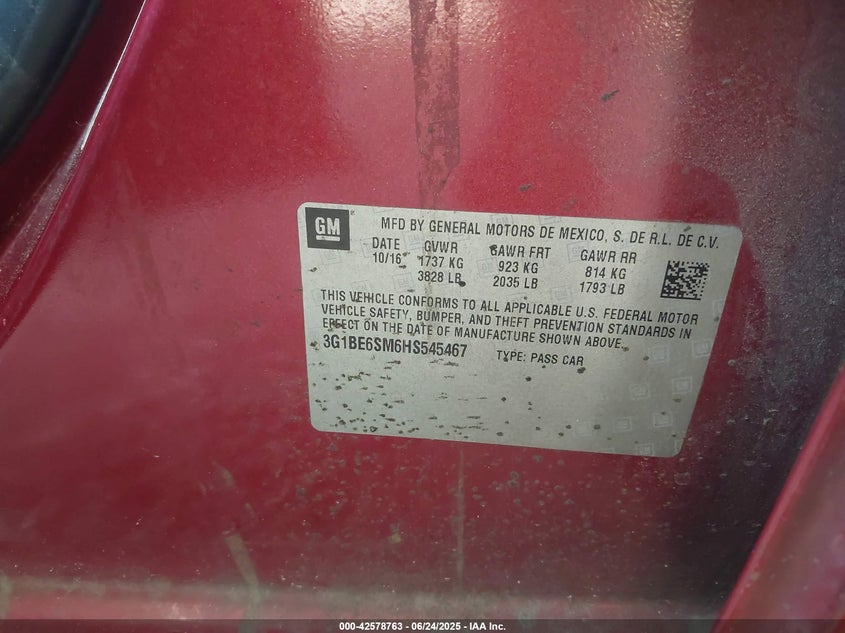 GM
MFD BY GENERAL MOTORS DE MEXICO, S. DE R.L. DE C.V.
DATE GVWR GAWR FRT GAWR RR
10/16 1737 KG 923 KG 814 KG
3828 LB 2035 LB 1793 LB
THIS VEHICLE CONFORMS TO ALL APPLICABLE U.S. FEDERAL MOTOR
VEHICLE SAFETY, BUMPER, AND THEFT PREVENTION STANDARDS IN
EFFECT ON THE DATE OF MANUFACTURE SHOWN ABOVE.
3G1BE6SM6HS545467 TYPE: PASS CAR
000-42578763 - 06/24/2025 - IAA Inc.